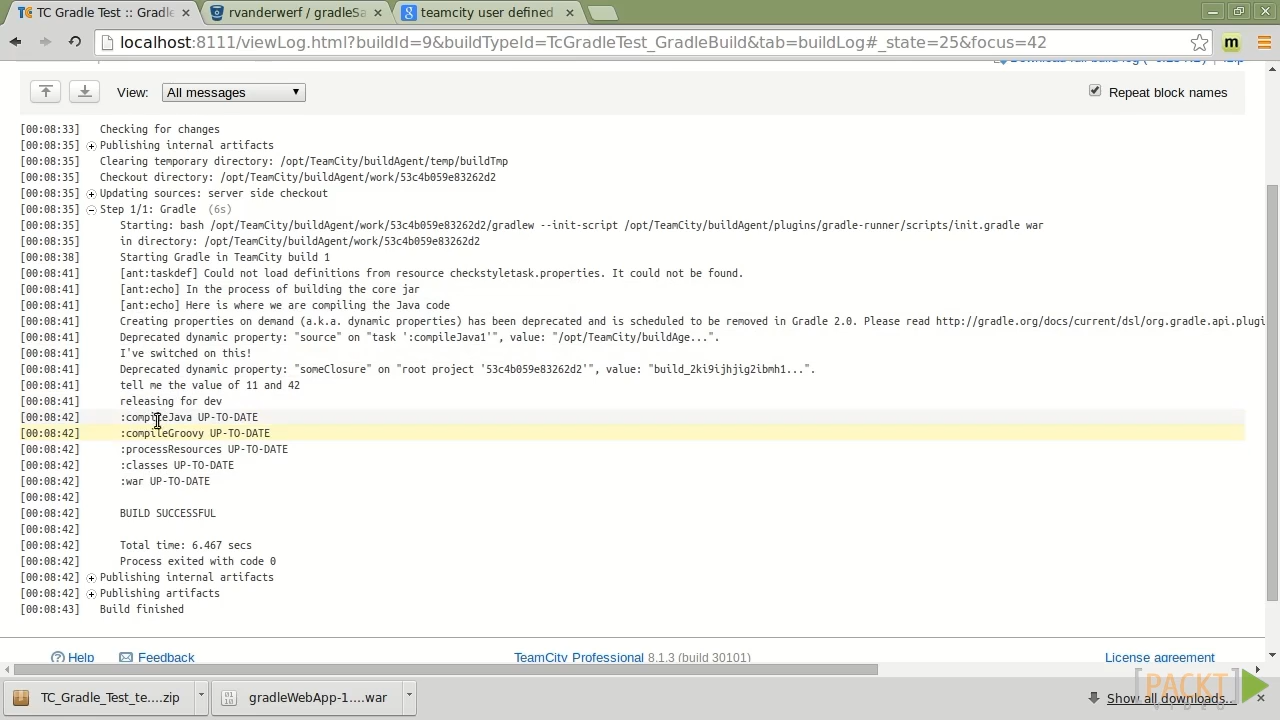 TC Gradle Test :: Gradle
rvanderwerf / gradleSa
teamcity user defined
localhost:8111/viewLog.html?buildId=9&buildTypeId=TcGradleTest_GradleBuild&tab=buildLog#_state=25&focus=42
m
View: All messages
Repeat block names
[00:08:33] Checking for changes
[00:08:35] Publishing internal artifacts
[00:08:35] Clearing temporary directory: /opt/TeamCity/buildAgent/temp/buildTmp
[00:08:35] Checkout directory: /opt/TeamCity/buildAgent/work/53c4b059e83262d2
[00:08:35] Updating sources: server side checkout
[00:08:35] Step 1/1: Gradle (6s)
[00:08:35] Starting: bash /opt/TeamCity/buildAgent/work/53c4b059e83262d2/gradlew --init-script /opt/TeamCity/buildAgent/plugins/gradle-runner/scripts/init.gradle war
[00:08:35] in directory: /opt/TeamCity/buildAgent/work/53c4b059e83262d2
[00:08:38] Starting Gradle in TeamCity build 1
[00:08:41] [ant:taskdef] Could not load definitions from resource checkstyletask.properties. It could not be found.
[00:08:41] [ant:echo] In the process of building the core jar
[00:08:41] [ant:echo] Here is where we are compiling the Java code
[00:08:41] Creating properties on demand (a.k.a. dynamic properties) has been deprecated and is scheduled to be removed in Gradle 2.0. Please read http://gradle.org/docs/current/dsl/org.gradle.api.plugi
[00:08:41] Deprecated dynamic property: "source" on "task ':compileJava1'", value: "/opt/TeamCity/buildAge...".
[00:08:41] I've switched on this!
[00:08:41] Deprecated dynamic property: "someClosure" on "root project '53c4b059e83262d2'", value: "build_2ki9ijhjig2ibmh1...".
[00:08:41] tell me the value of 11 and 42
[00:08:41] releasing for dev
[00:08:42] :compileJava UP-TO-DATE
[00:08:42] :compileGroovy UP-TO-DATE
[00:08:42] :processResources UP-TO-DATE
[00:08:42] :classes UP-TO-DATE
[00:08:42] :war UP-TO-DATE
[00:08:42]
[00:08:42] BUILD SUCCESSFUL
[00:08:42]
[00:08:42] Total time: 6.467 secs
[00:08:42] Process exited with code 0
[00:08:42] Publishing internal artifacts
[00:08:42] Publishing artifacts
[00:08:43] Build finished
Help Feedback TeamCity Professional 8.1.3 (build 30101) License agreement
TC_Gradle_Test_te....zip gradleWebApp-1....war Show all downloads...
PACKT